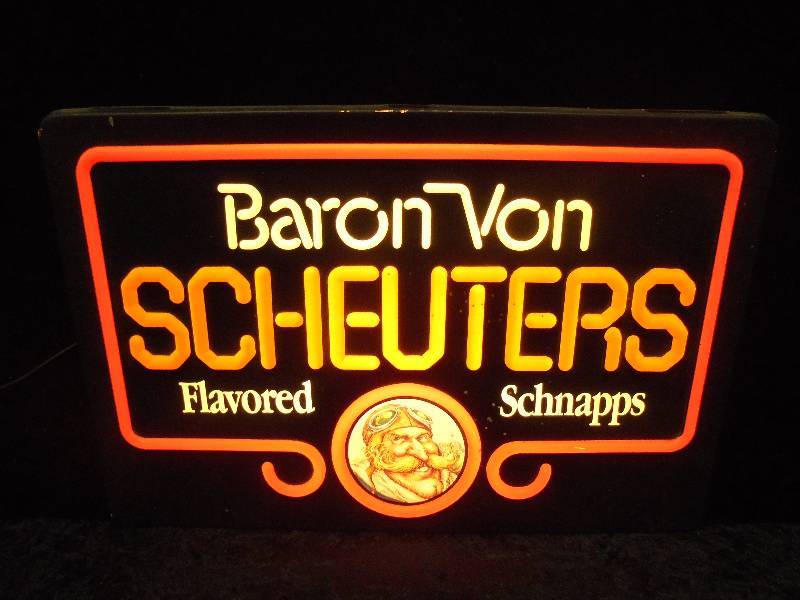 Baron Von
SCHEUTERS
Flavored Schnapps